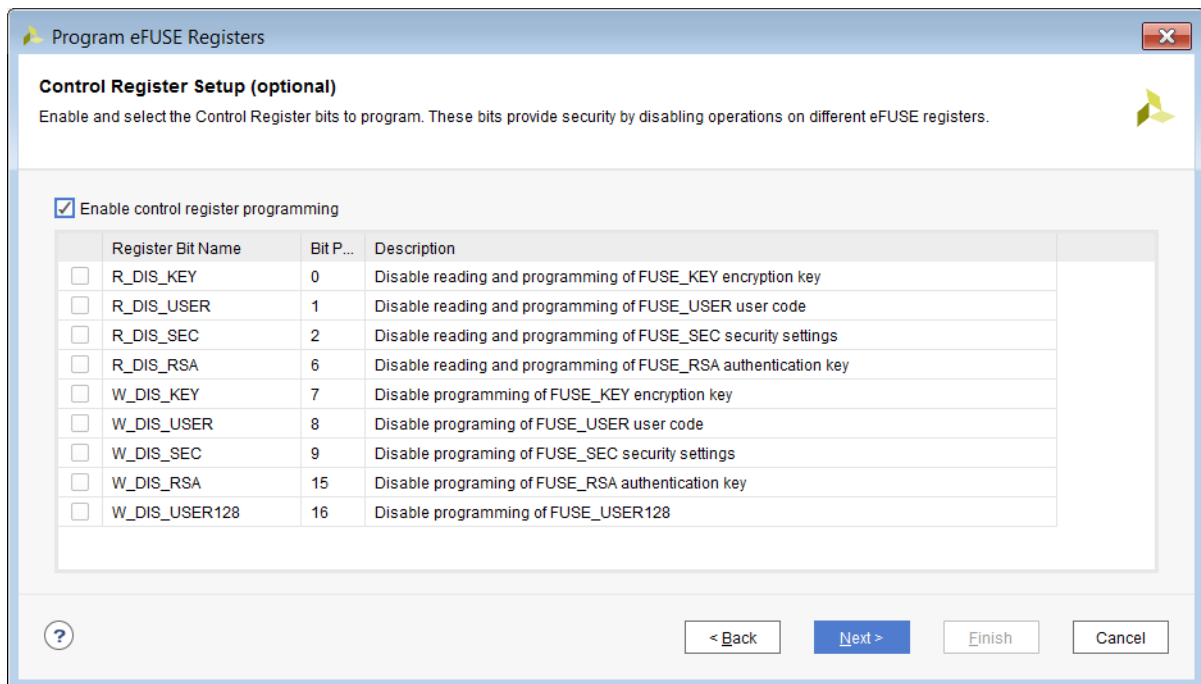 Program eFUSE Registers
Control Register Setup (optional)
Enable and select the Control Register bits to program. These bits provide security by disabling operations on different eFUSE registers.
Enable control register programming
Register Bit Name Bit P... Description
R_DIS_KEY 0 Disable reading and programming of FUSE_KEY encryption key
R_DIS_USER 1 Disable reading and programming of FUSE_USER user code
R_DIS_SEC 2 Disable reading and programming of FUSE_SEC security settings
R_DIS_RSA 6 Disable reading and programming of FUSE_RSA authentication key
W_DIS_KEY 7 Disable programming of FUSE_KEY encryption key
W_DIS_USER 8 Disable programing of FUSE_USER user code
W_DIS_SEC 9 Disable programing of FUSE_SEC security settings
W_DIS_RSA 15 Disable programing of FUSE_RSA authentication key
W_DIS_USER128 16 Disable programming of FUSE_USER128
? < Back Next > Finish Cancel